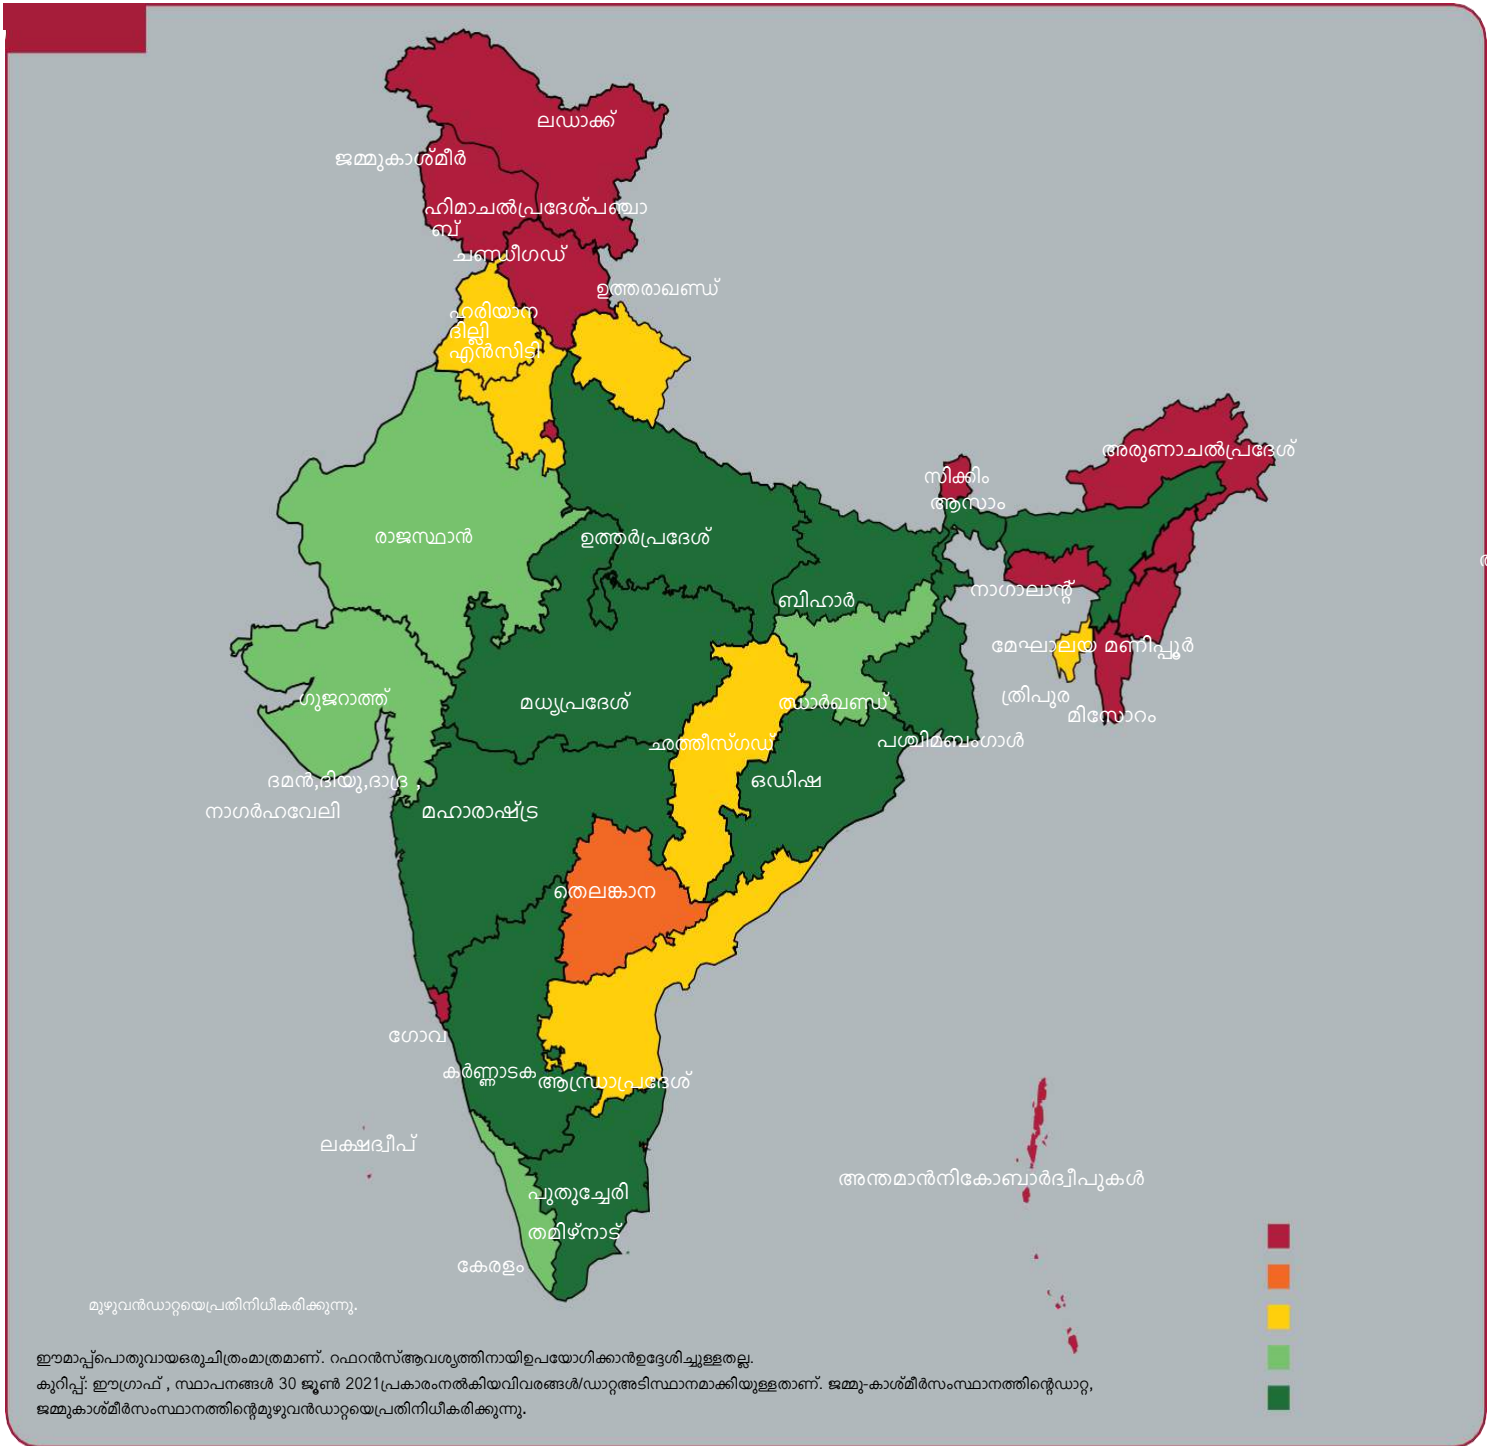 ലഡാക്ക്
ജമ്മുകാശ്മീർ
ഹിമാചൽപ്രദേശ്പഞ്ചാ
ബ്
ചണ്ഡീഗഡ്
ഉത്തരാഖണ്ഡ്
ഹരിയാന
ദില്ലി
എൻസിടി
അരുണാചൽപ്രദേശ്
സിക്കിം
ആസാം
രാജസ്ഥാൻ
ഉത്തർപ്രദേശ്
നാഗാലാന്റ്
ബിഹാർ
മേഘാലയ മണിപ്പൂർ
ത്രിപുര
മിസോറം
ഗുജറാത്ത്
മധ്യപ്രദേശ്
ഝാർഖണ്ഡ്
ഛത്തീസ്ഗഡ്
പശ്ചിമബംഗാൾ
ദമൻ,ദിയു,ദാദ്ര ,
നാഗർഹവേലി
ഒഡിഷ
മഹാരാഷ്ട്ര
തെലങ്കാന
ഗോവ
കർണ്ണാടക
ആന്ധ്രാപ്രദേശ്
ലക്ഷദ്വീപ്
അന്തമാൻനികോബാർദ്വീപുകൾ
പുതുച്ചേരി
തമിഴ്നാട്
കേരളം
മുഴുവൻഡാറ്റയെപ്രതിനിധീകരിക്കുന്നു.
ഈമാപ്പ്പൊതുവായഒരുചിത്രംമാത്രമാണ്. റഫറൻസ്ആവശ്യത്തിനായിഉപയോഗിക്കാൻഉദ്ദേശിച്ചുള്ളതല്ല.
കുറിപ്പ്: ഈഗ്രാഫ് , സ്ഥാപനങ്ങൾ 30 ജൂൺ 2021പ്രകാരംനൽകിയവിവരങ്ങൾ/ഡാറ്റഅടിസ്ഥാനമാക്കിയുള്ളതാണ്. ജമ്മു-കാശ്മീർസംസ്ഥാനത്തിന്റെഡാറ്റ,
ജമ്മുകാശ്മീർസംസ്ഥാനത്തിന്റെമുഴുവൻഡാറ്റയെപ്രതിനിധീകരിക്കുന്നു.